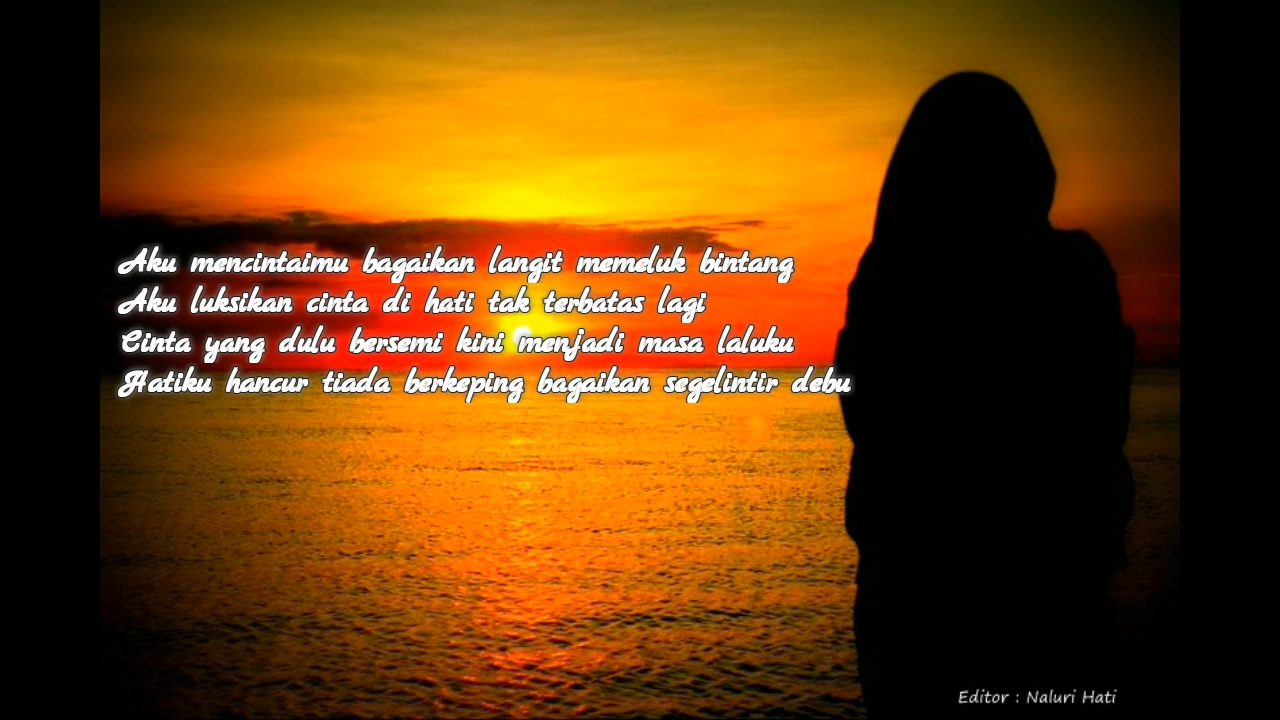 Aku mencintaimu bagaikan langit memeluk bintang
Aku luksikan cinta di hati tak terbatas lagi
Cinta yang dulu bersemi kini menjadi masa laluku
Hatiku hancur tiada berkeping bagaikan segelintir debu
Editor : Naluri Hati